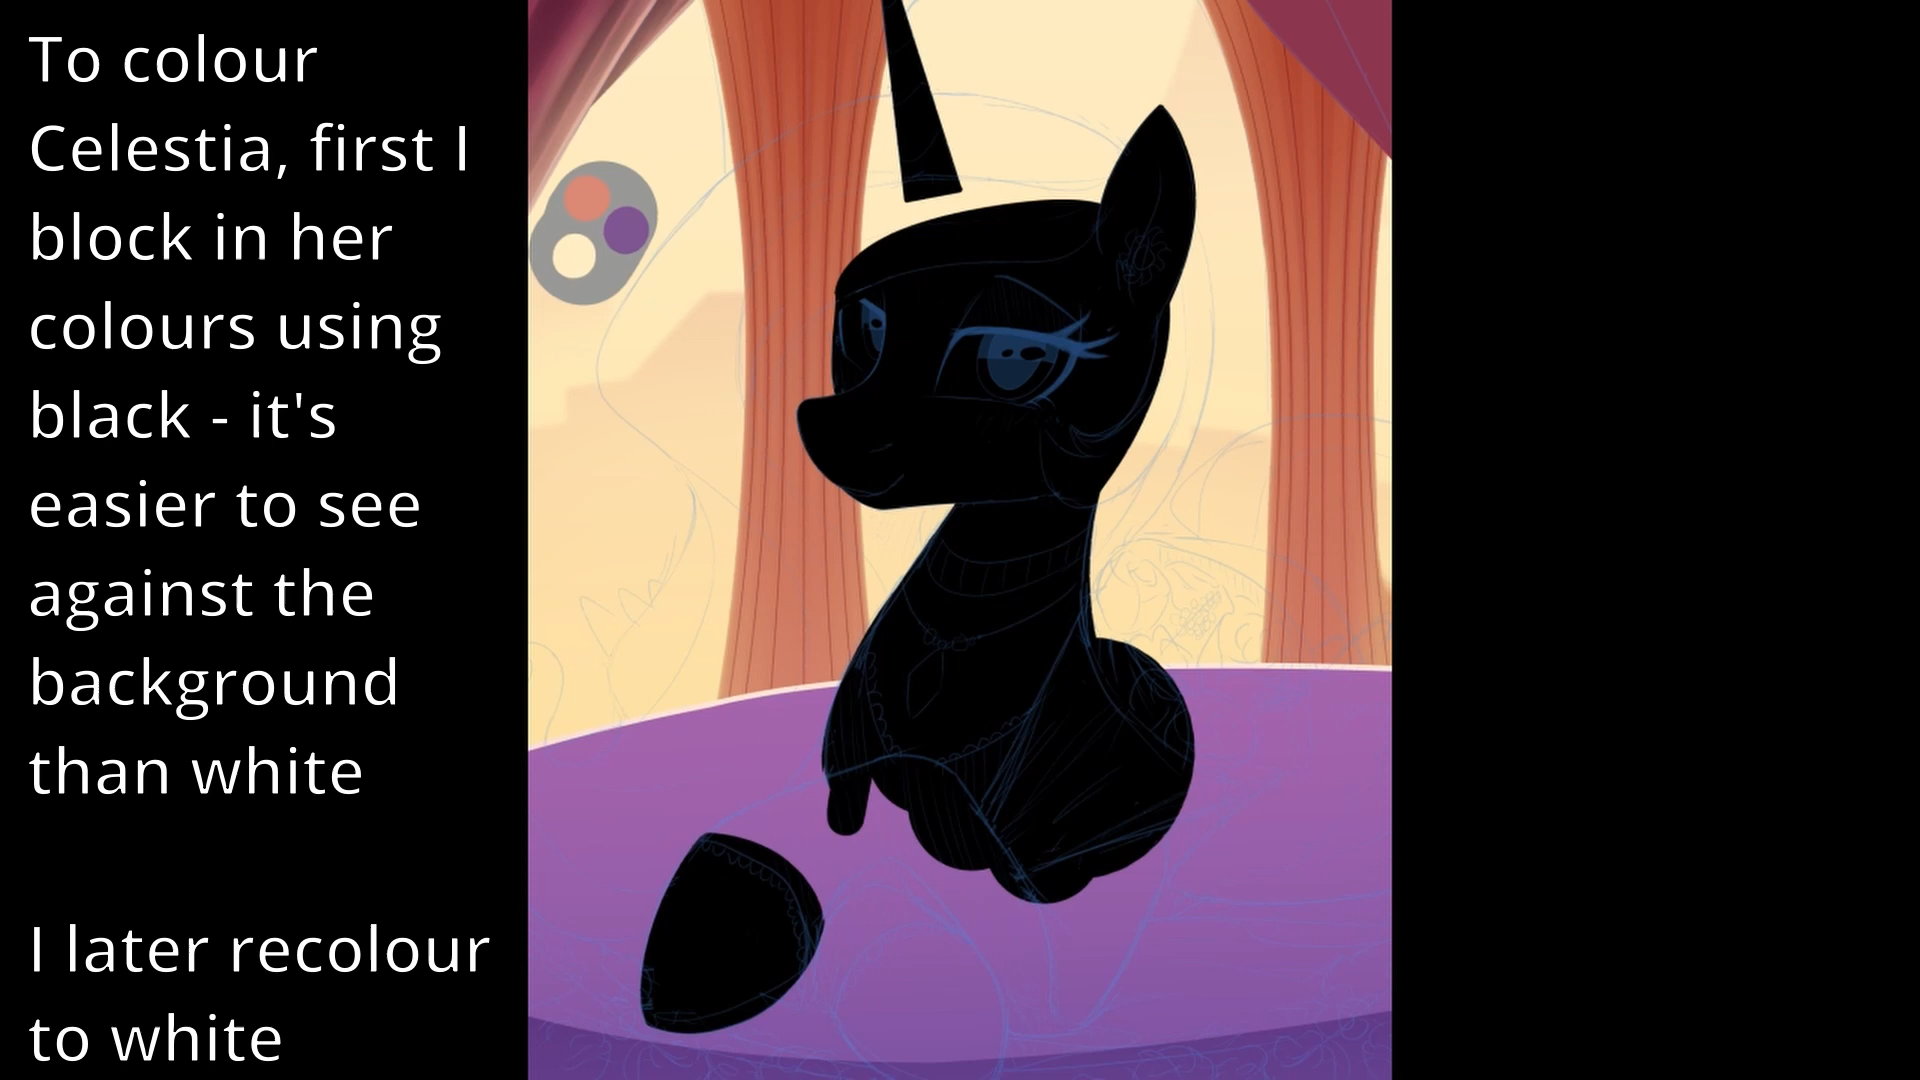 To colour
Celestia, first I
block in her
colours using
black - it's
easier to see
against the
background
than white
I later recolour
to white